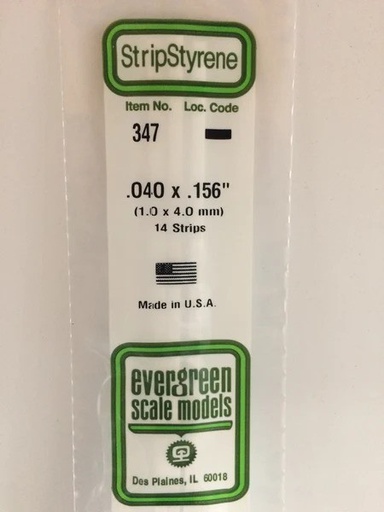 StripStyrene
Item No. Loc. Code
347
.040 x .156"
(1.0 x 4.0 mm)
14 Strips
Made in U.S.A.
evergreen
scale models
Des Plaines, IL 60018